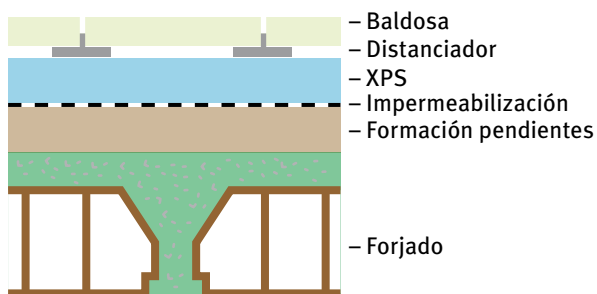 – Baldosa
– Distanciador
– XPS
– Impermeabilización
– Formación pendientes
– Forjado